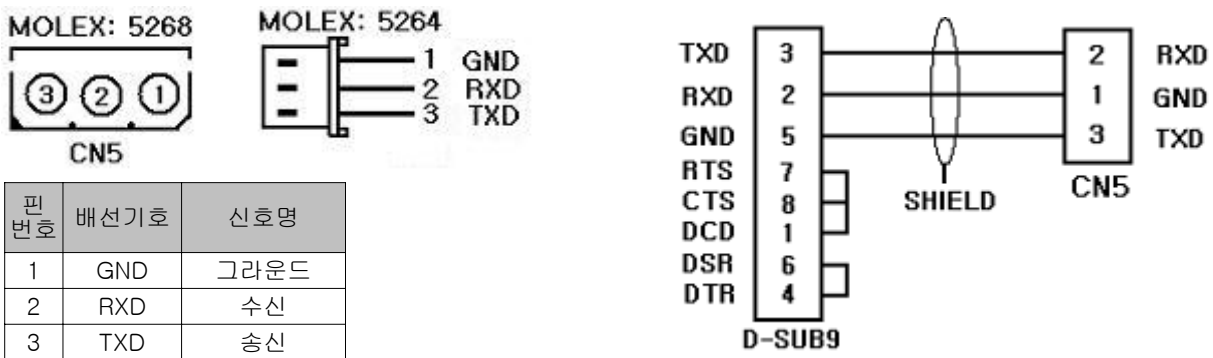 MOLEX: 5268
3 2 1
CN5
MOLEX: 5264
1 GND
2 RXD
3 TXD
핀 번호 배선기호 신호명
1 GND 그라운드
2 RXD 수신
3 TXD 송신
TXD 3 2 RXD
RXD 2 1 GND
GND 5 3 TXD
RTS 7
CTS 8
DCD 1
DSR 6
DTR 4
SHIELD
CN5
D-SUB9